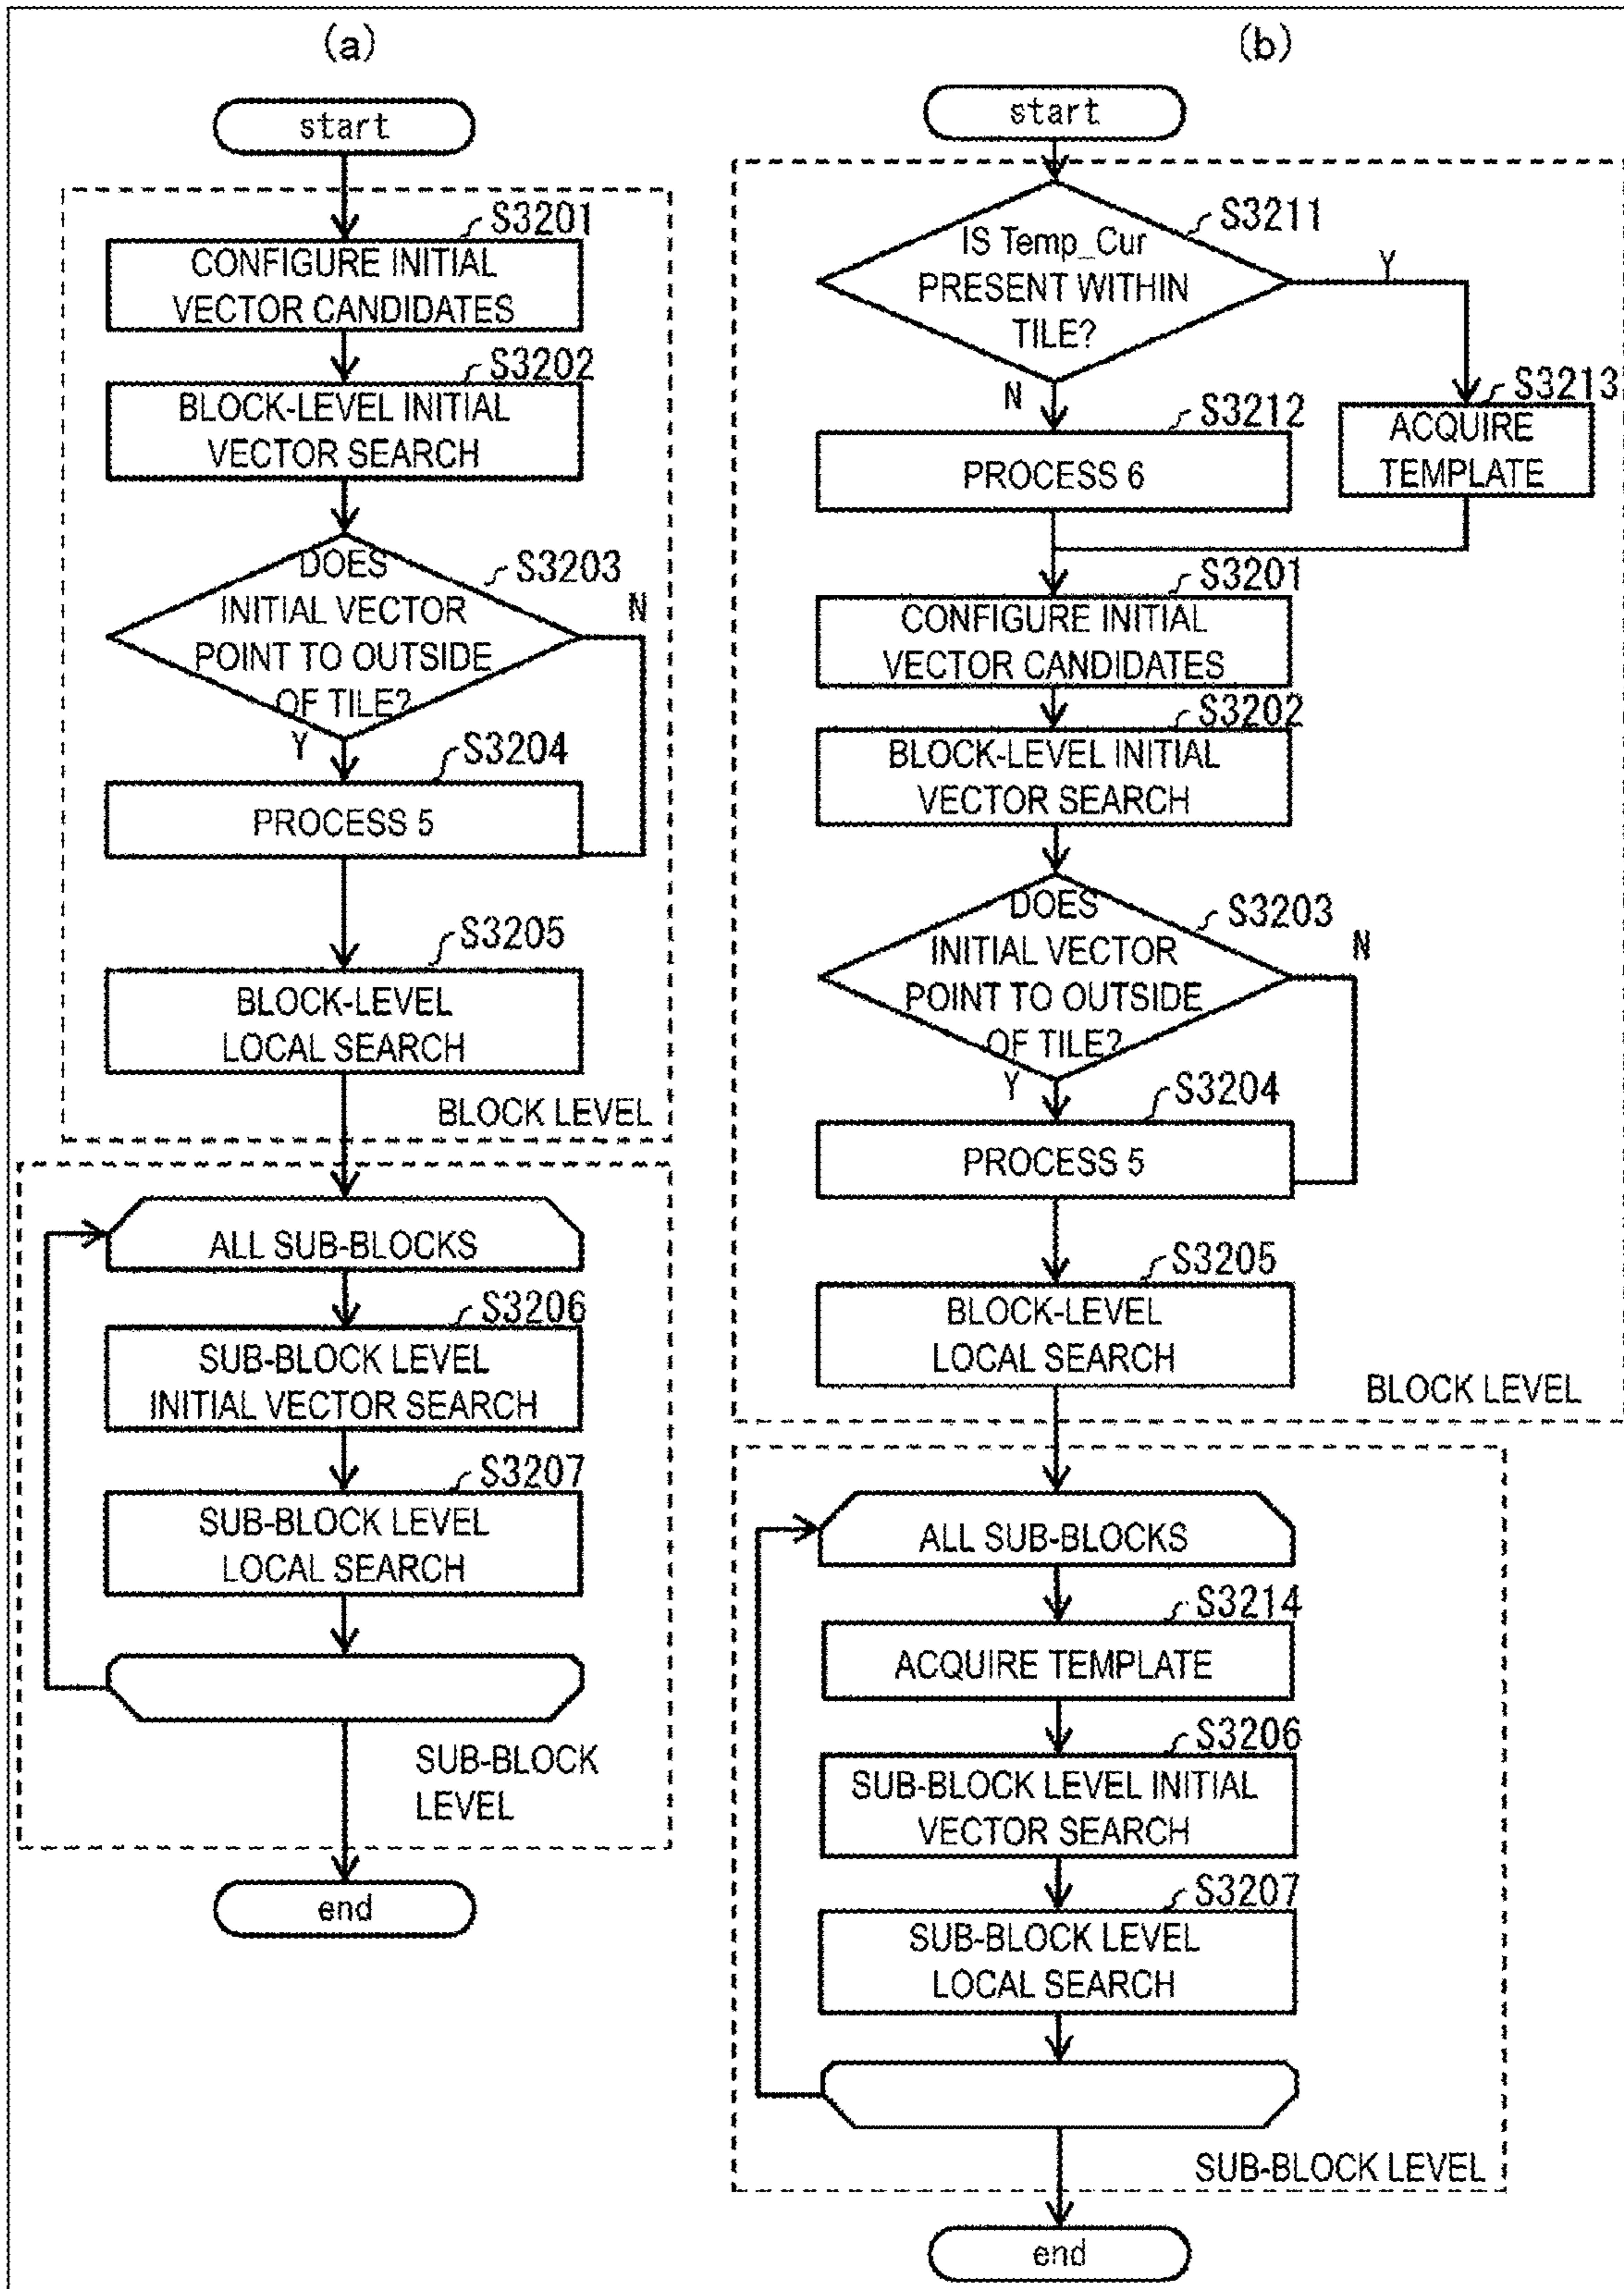 (a)
start
S3201
CONFIGURE INITIAL
VECTOR CANDIDATES
S3202
BLOCK-LEVEL INITIAL
VECTOR SEARCH
S3203
DOES
INITIAL VECTOR
POINT TO OUTSIDE
OF TILE?
N
Y
S3204
PROCESS 5
S3205
BLOCK-LEVEL
LOCAL SEARCH
BLOCK LEVEL
ALL SUB-BLOCKS
S3206
SUB-BLOCK LEVEL
INITIAL VECTOR SEARCH
S3207
SUB-BLOCK LEVEL
LOCAL SEARCH
SUB-BLOCK
LEVEL
end
(b)
start
S3211
IS Temp_Cur
PRESENT WITHIN
TILE?
Y
N
S3213
ACQUIRE
TEMPLATE
S3212
PROCESS 6
S3201
CONFIGURE INITIAL
VECTOR CANDIDATES
S3202
BLOCK-LEVEL INITIAL
VECTOR SEARCH
S3203
DOES
INITIAL VECTOR
POINT TO OUTSIDE
OF TILE?
N
Y
S3204
PROCESS 5
S3205
BLOCK-LEVEL
LOCAL SEARCH
BLOCK LEVEL
ALL SUB-BLOCKS
S3214
ACQUIRE TEMPLATE
S3206
SUB-BLOCK LEVEL INITIAL
VECTOR SEARCH
S3207
SUB-BLOCK LEVEL
LOCAL SEARCH
SUB-BLOCK LEVEL
end